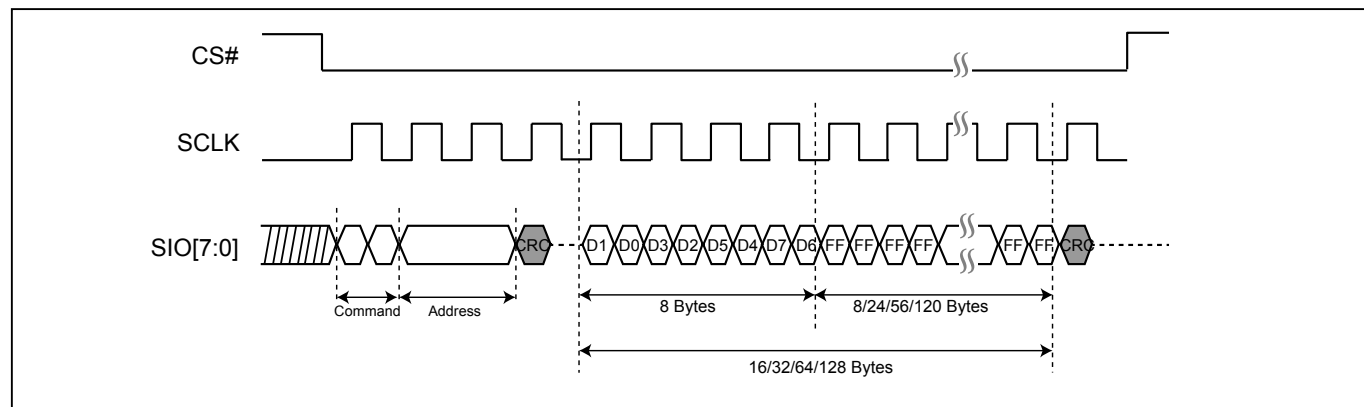 CS#
SCLK
SIO[7:0]
CRC
D1 D0 D3 D2 D5 D4 D7 D6 FF FF FF FF FF FF CRC
Command
Address
8 Bytes
8/24/56/120 Bytes
16/32/64/128 Bytes